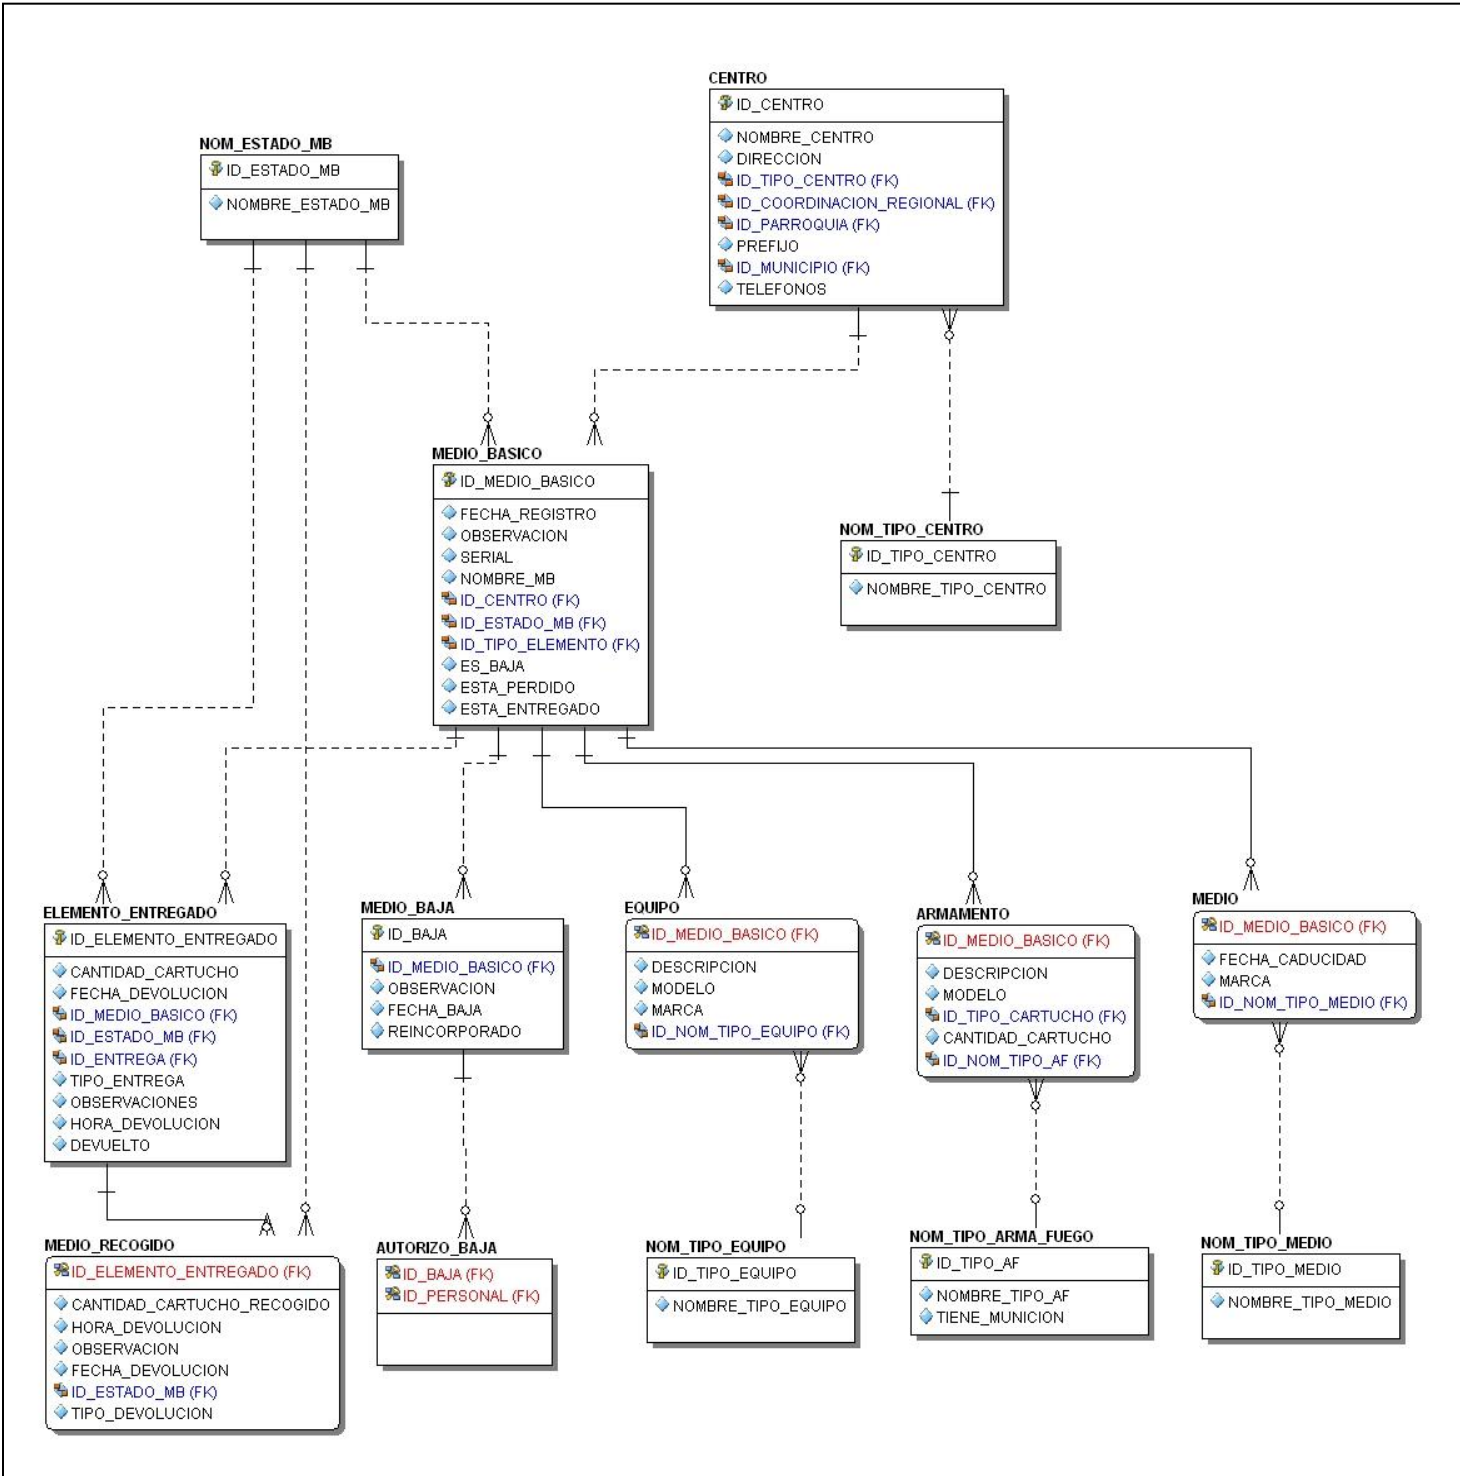 CENTRO
ID_CENTRO
NOMBRE_CENTRO
DIRECCION
ID_TIPO_CENTRO (FK)
ID_COORDINACION_REGIONAL (FK)
ID_PARROQUIA (FK)
PREFIJO
ID_MUNICIPIO (FK)
TELEFONOS
NOM_ESTADO_MB
ID_ESTADO_MB
NOMBRE_ESTADO_MB
MEDIO_BASICO
ID_MEDIO_BASICO
FECHA_REGISTRO
OBSERVACION
SERIAL
NOMBRE_MB
ID_CENTRO (FK)
ID_ESTADO_MB (FK)
ID_TIPO_ELEMENTO (FK)
ES_BAJA
ESTA_PERDIDO
ESTA_ENTREGADO
NOM_TIPO_CENTRO
ID_TIPO_CENTRO
NOMBRE_TIPO_CENTRO
ELEMENTO_ENTREGADO
ID_ELEMENTO_ENTREGADO
CANTIDAD_CARTUCHO
FECHA_DEVOLUCION
ID_MEDIO_BASICO (FK)
ID_ESTADO_MB (FK)
ID_ENTREGA (FK)
TIPO_ENTREGA
OBSERVACIONES
HORA_DEVOLUCION
DEVUELTO
MEDIO_BAJA
ID_BAJA
ID_MEDIO_BASICO (FK)
OBSERVACION
FECHA_BAJA
REINCORPORADO
EQUIPO
ID_MEDIO_BASICO (FK)
DESCRIPCION
MODELO
MARCA
ID_NOM_TIPO_EQUIPO (FK)
ARMAMENTO
ID_MEDIO_BASICO (FK)
DESCRIPCION
MODELO
ID_TIPO_CARTUCHO (FK)
CANTIDAD_CARTUCHO
ID_NOM_TIPO_AF (FK)
MEDIO
ID_MEDIO_BASICO (FK)
FECHA_CADUCIDAD
MARCA
ID_NOM_TIPO_MEDIO (FK)
MEDIO_RECOGIDO
ID_ELEMENTO_ENTREGADO (FK)
CANTIDAD_CARTUCHO_RECOGIDO
HORA_DEVOLUCION
OBSERVACION
FECHA_DEVOLUCION
ID_ESTADO_MB (FK)
TIPO_DEVOLUCION
AUTORIZO_BAJA
ID_BAJA (FK)
ID_PERSONAL (FK)
NOM_TIPO_EQUIPO
ID_TIPO_EQUIPO
NOMBRE_TIPO_EQUIPO
NOM_TIPO_ARMA_FUEGO
ID_TIPO_AF
NOMBRE_TIPO_AF
TIENE_MUNICION
NOM_TIPO_MEDIO
ID_TIPO_MEDIO
NOMBRE_TIPO_MEDIO